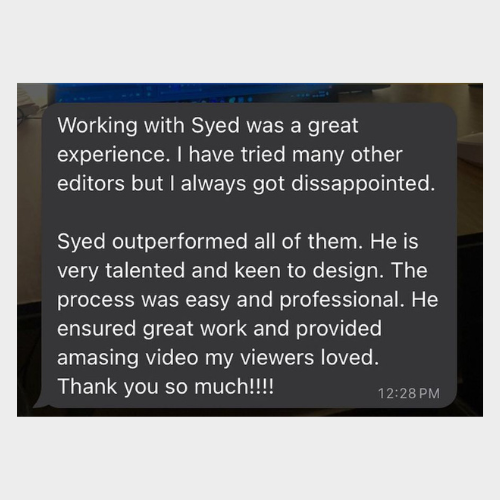 Working with Syed was a great
experience. I have tried many other
editors but I always got dissappointed.
Syed outperformed all of them. He is
very talented and keen to design. The
process was easy and professional. He
ensured great work and provided
amasing video my viewers loved.
Thank you so much!!!!
12:28 PM